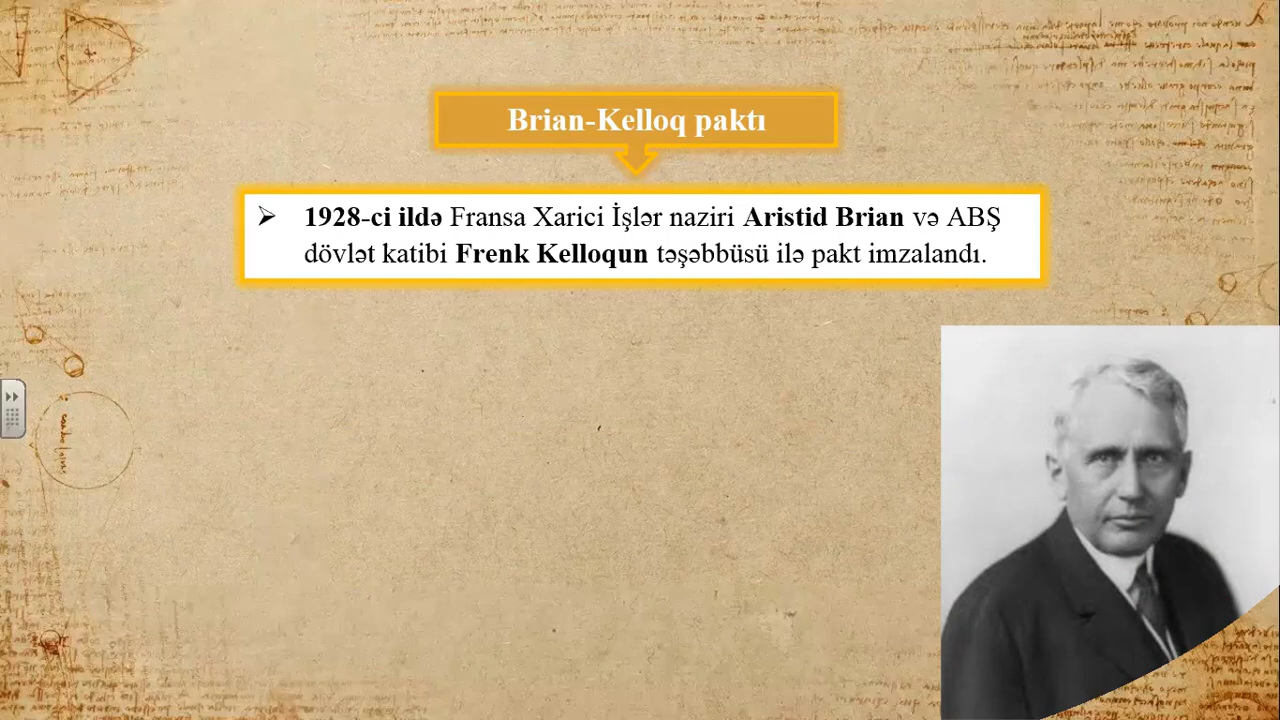 Brian-Kelloq paktı
➢ 1928-ci ildə Fransa Xarici İşlər naziri Aristid Brian və ABŞ
dövlət katibi Frenk Kelloqun təşəbbüsü ilə pakt imzalandı.